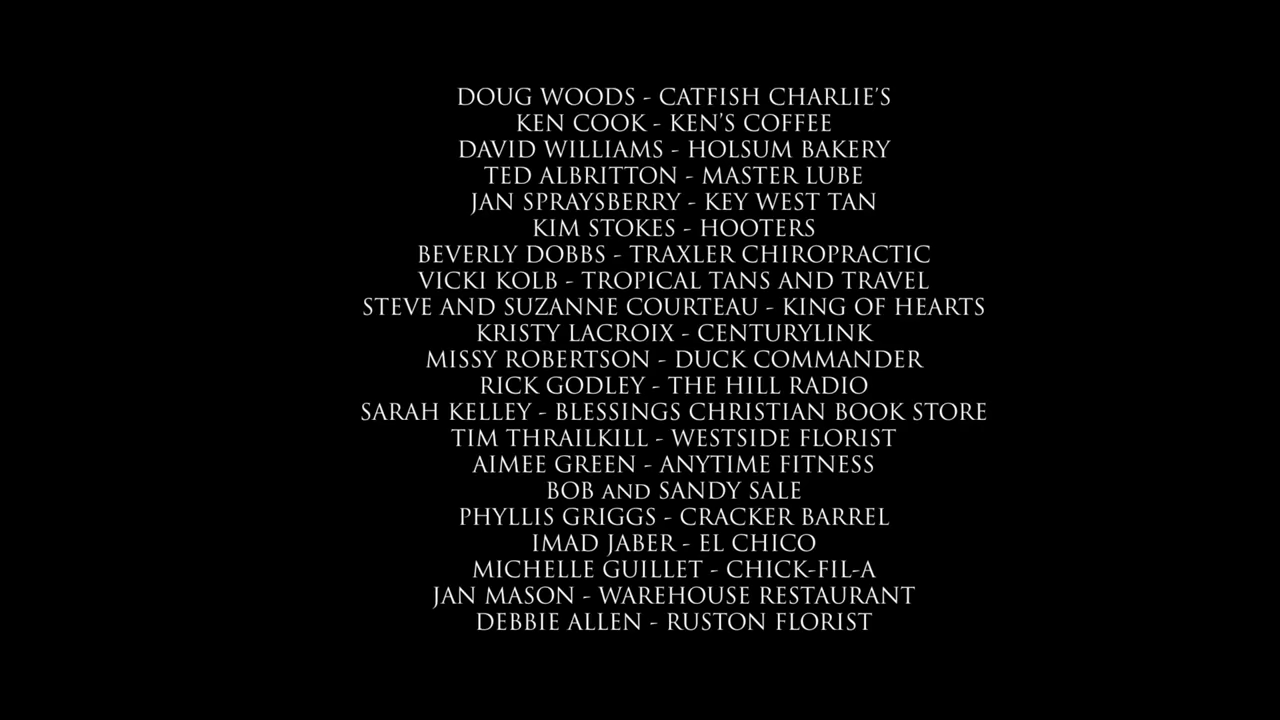 DOUG WOODS - CATFISH CHARLIE'S
KEN COOK - KEN'S COFFEE
DAVID WILLIAMS - HOLSUM BAKERY
TED ALBRITTON - MASTER LUBE
JAN SPRAYSBERRY - KEY WEST TAN
KIM STOKES - HOOTERS
BEVERLY DOBBS - TRAXLER CHIROPRACTIC
VICKI KOLB - TROPICAL TANS AND TRAVEL
STEVE AND SUZANNE COURTEAU - KING OF HEARTS
KRISTY LACROIX - CENTURYLINK
MISSY ROBERTSON - DUCK COMMANDER
RICK GODLEY - THE HILL RADIO
SARAH KELLEY - BLESSINGS CHRISTIAN BOOK STORE
TIM THRAILKILL - WESTSIDE FLORIST
AIMEE GREEN - ANYTIME FITNESS
BOB AND SANDY SALE
PHYLLIS GRIGGS - CRACKER BARREL
IMAD JABER - EL CHICO
MICHELLE GUILLET - CHICK-FIL-A
JAN MASON - WAREHOUSE RESTAURANT
DEBBIE ALLEN - RUSTON FLORIST